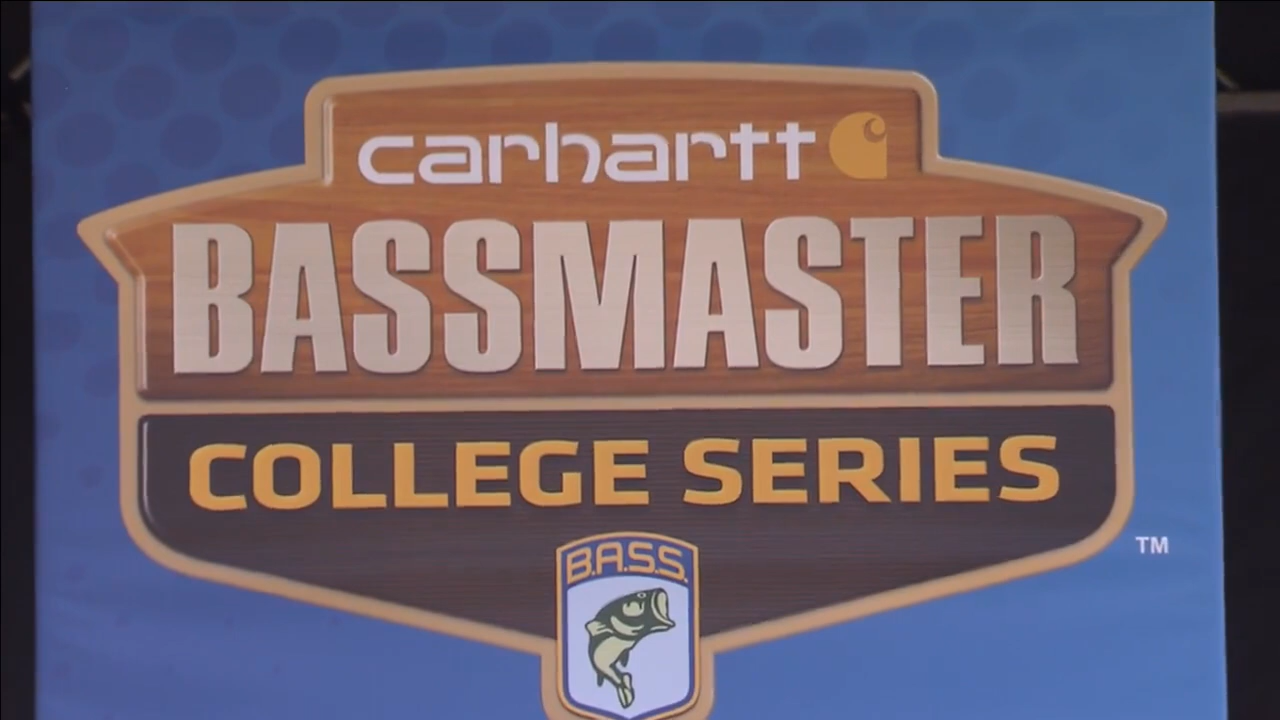 carhartt
BASSMASTER
COLLEGE SERIES
TM
B.A.S.S.